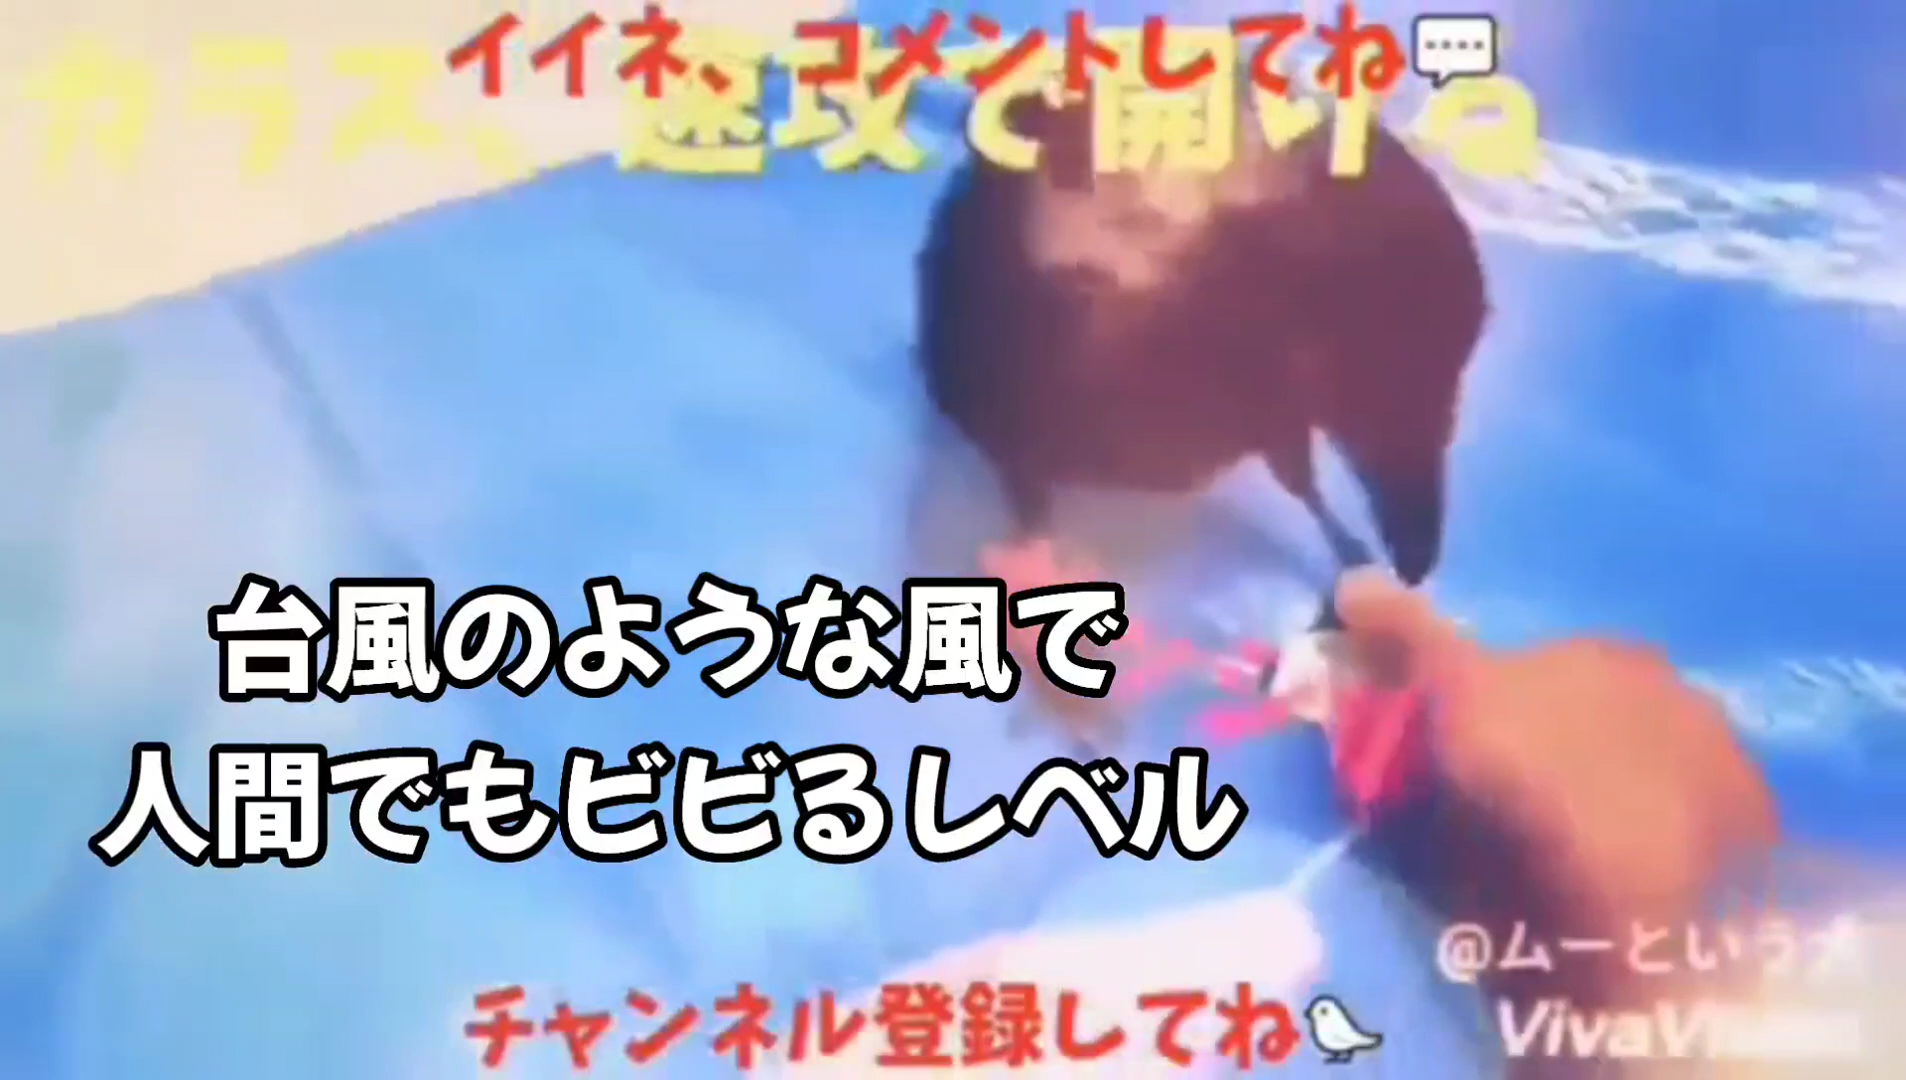 イイネ、コメントしてね
カラス、速攻で開ける
台風のような風で
人間でもビビるレベル
@ムーという
チャンネル登録してね